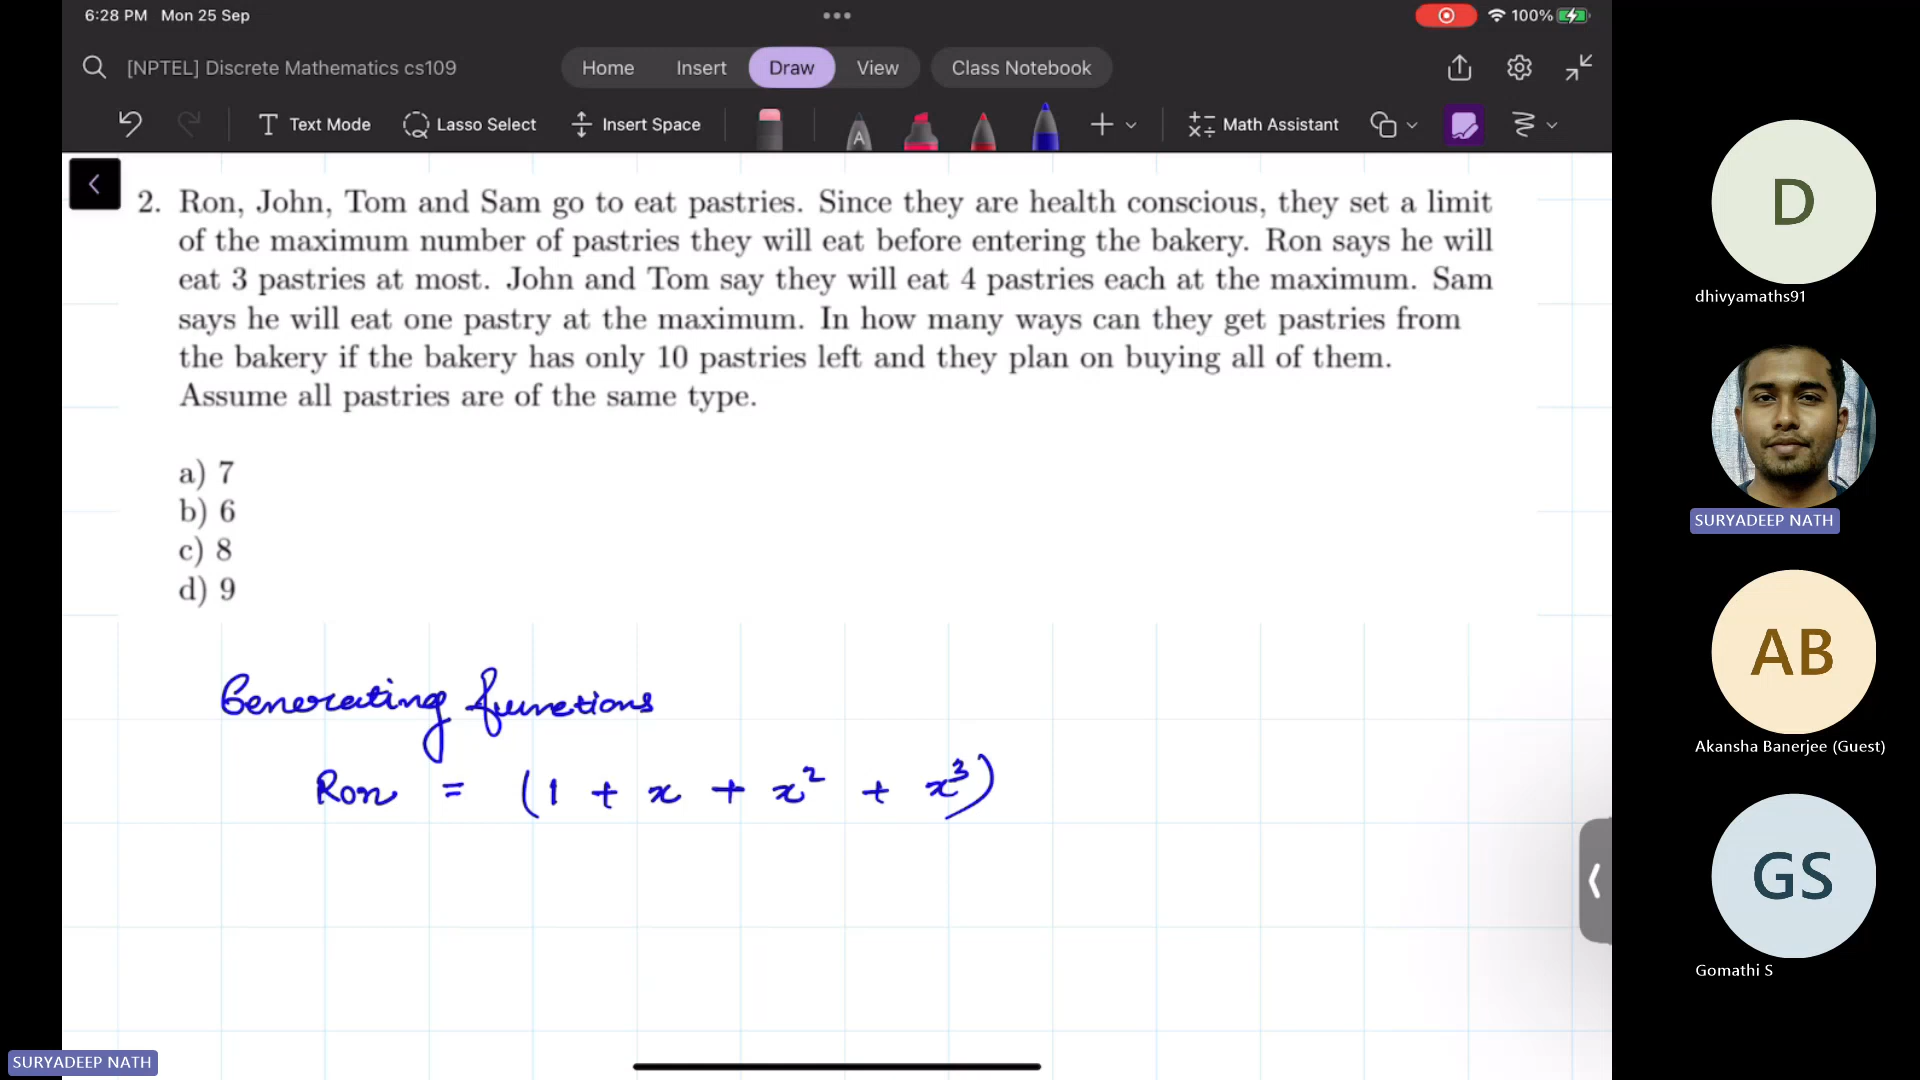 6:28 PM Mon 25 Sep
100%
[NPTEL] Discrete Mathematics cs109
Home Insert Draw View Class Notebook
Text Mode Lasso Select Insert Space A Math Assistant
2. Ron, John, Tom and Sam go to eat pastries. Since they are health conscious, they set a limit
of the maximum number of pastries they will eat before entering the bakery. Ron says he will
eat 3 pastries at most. John and Tom say they will eat 4 pastries each at the maximum. Sam
says he will eat one pastry at the maximum. In how many ways can they get pastries from
the bakery if the bakery has only 10 pastries left and they plan on buying all of them.
Assume all pastries are of the same type.
a) 7
b) 6
c) 8
d) 9
Generating functions
Ron = (1 + x + x² + x³)
D
dhivyamaths91
SURYADEEP NATH
AB
Akansha Banerjee (Guest)
GS
Gomathi S
SURYADEEP NATH